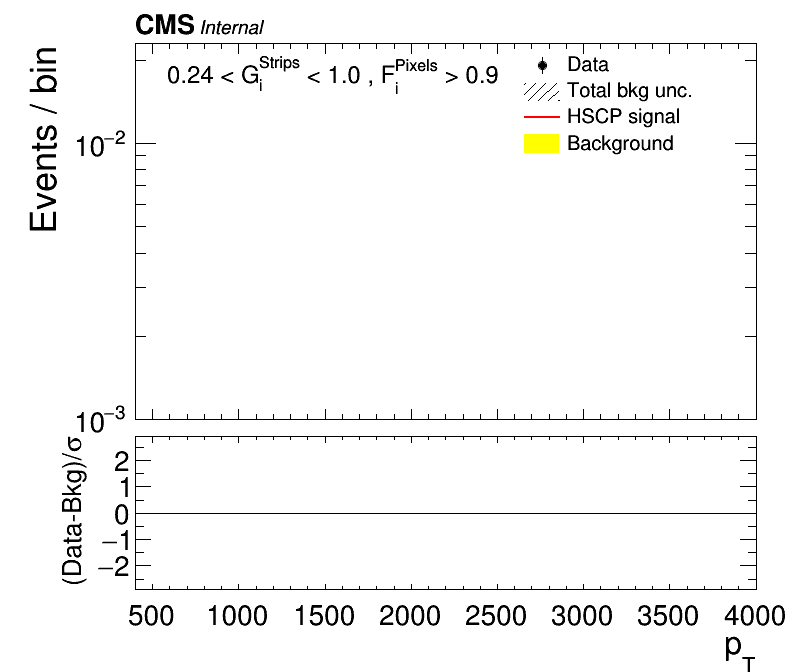 CMS Internal
0.24 < G_i^Strips < 1.0 , F_i^Pixels > 0.9
Data
Total bkg unc.
HSCP signal
Background
Events / bin
10^−2
10^−3
(Data-Bkg)/σ
2
1
0
−1
−2
500 1000 1500 2000 2500 3000 3500 4000
p_T